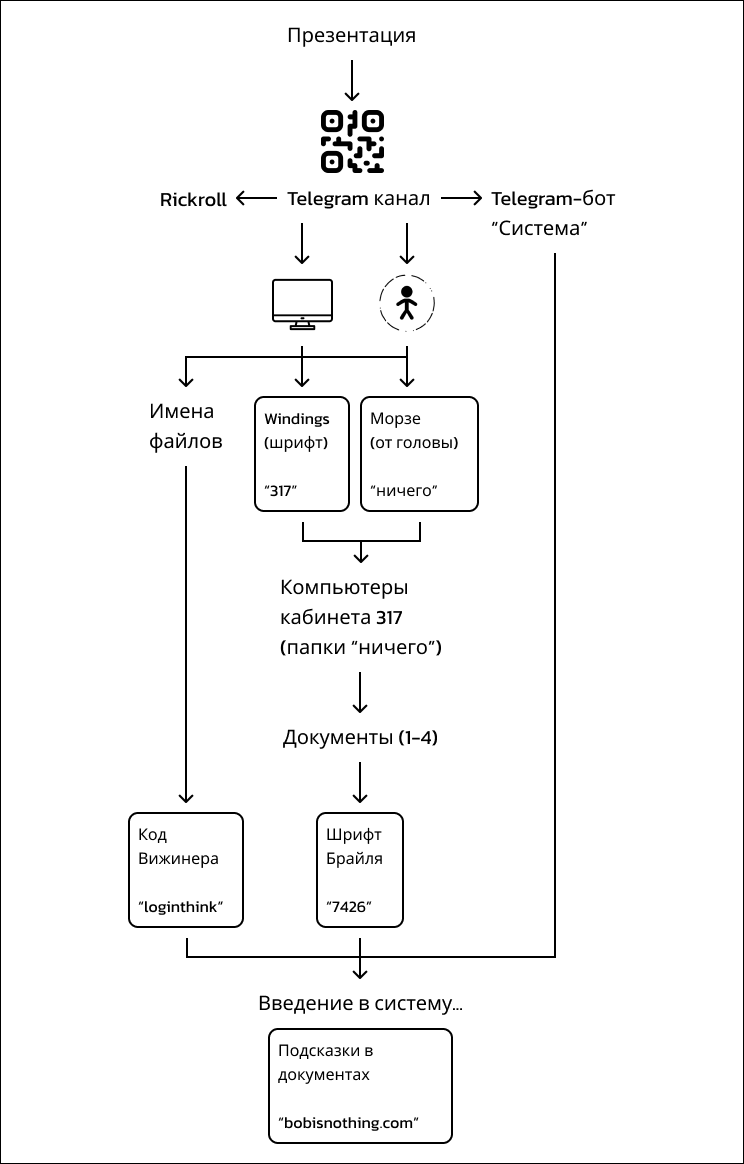 Презентация
Rickroll
Telegram канал
Telegram-бот
“Система”
Имена
файлов
Windings
(шрифт)
“317”
Морзе
(от головы)
“ничего”
Компьютеры
кабинета 317
(папки “ничего”)
Документы (1-4)
Код
Вижинера
“loginthink”
Шрифт
Брайля
“7426”
Введение в систему...
Подсказки в
документах
“bobisnothing.com”